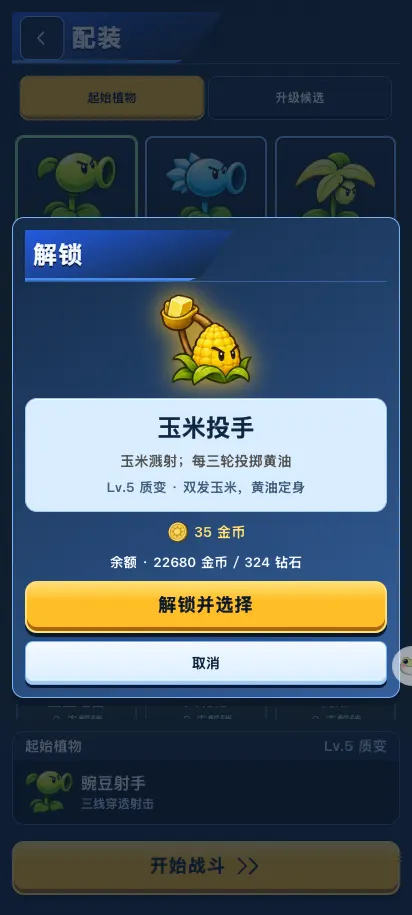 配装
起始植物
升级候选
解锁
玉米投手
玉米溅射；每三轮投掷黄油
Lv.5 质变 · 双发玉米，黄油定身
35 金币
余额 · 22680 金币 / 324 钻石
解锁并选择
取消
起始植物
Lv.5 质变
豌豆射手
三线穿透射击
开始战斗